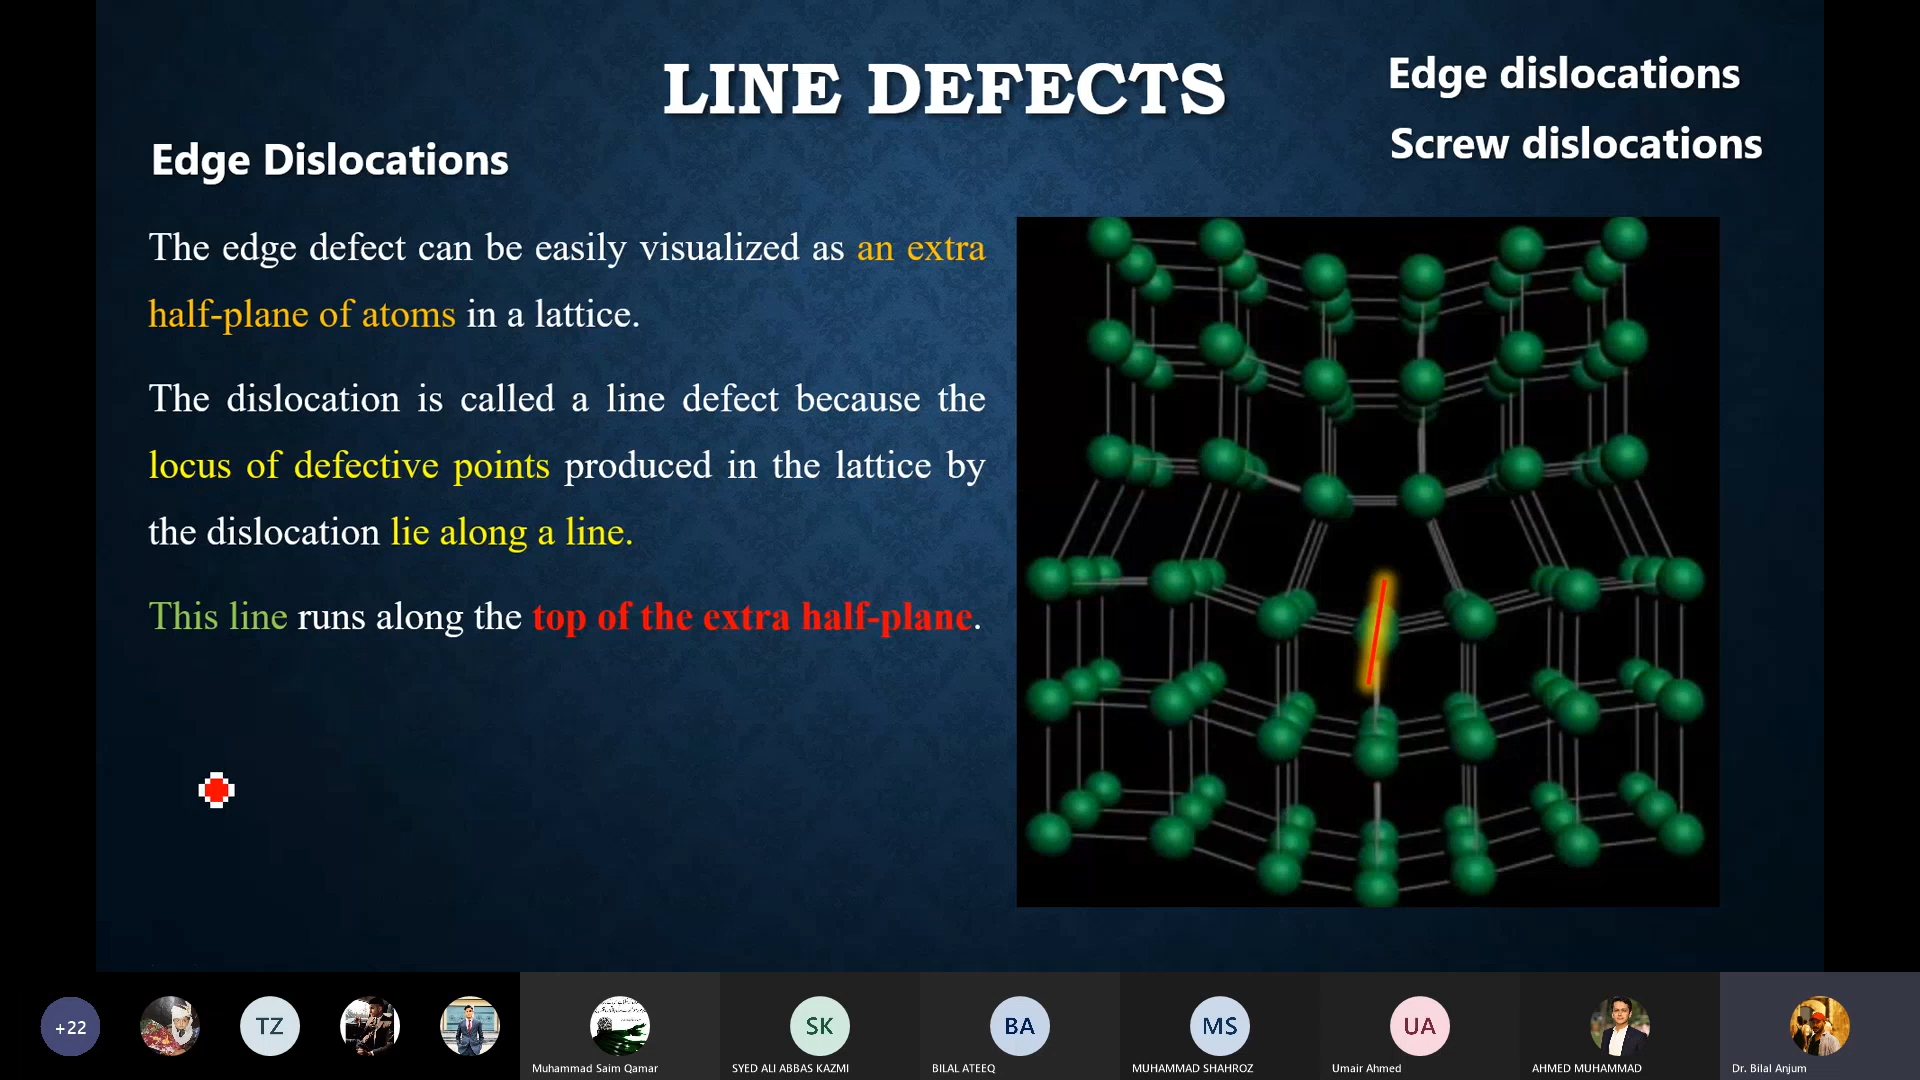 LINE DEFECTS
Edge dislocations
Screw dislocations
Edge Dislocations
The edge defect can be easily visualized as an extra
half-plane of atoms in a lattice.
The dislocation is called a line defect because the
locus of defective points produced in the lattice by
the dislocation lie along a line.
This line runs along the top of the extra half-plane.
+22
TZ
SK
BA
MS
UA
Muhammad Saim Qamar
SYED ALI ABBAS KAZMI
BILAL ATEEQ
MUHAMMAD SHAHROZ
Umair Ahmed
AHMED MUHAMMAD
Dr. Bilal Anjum